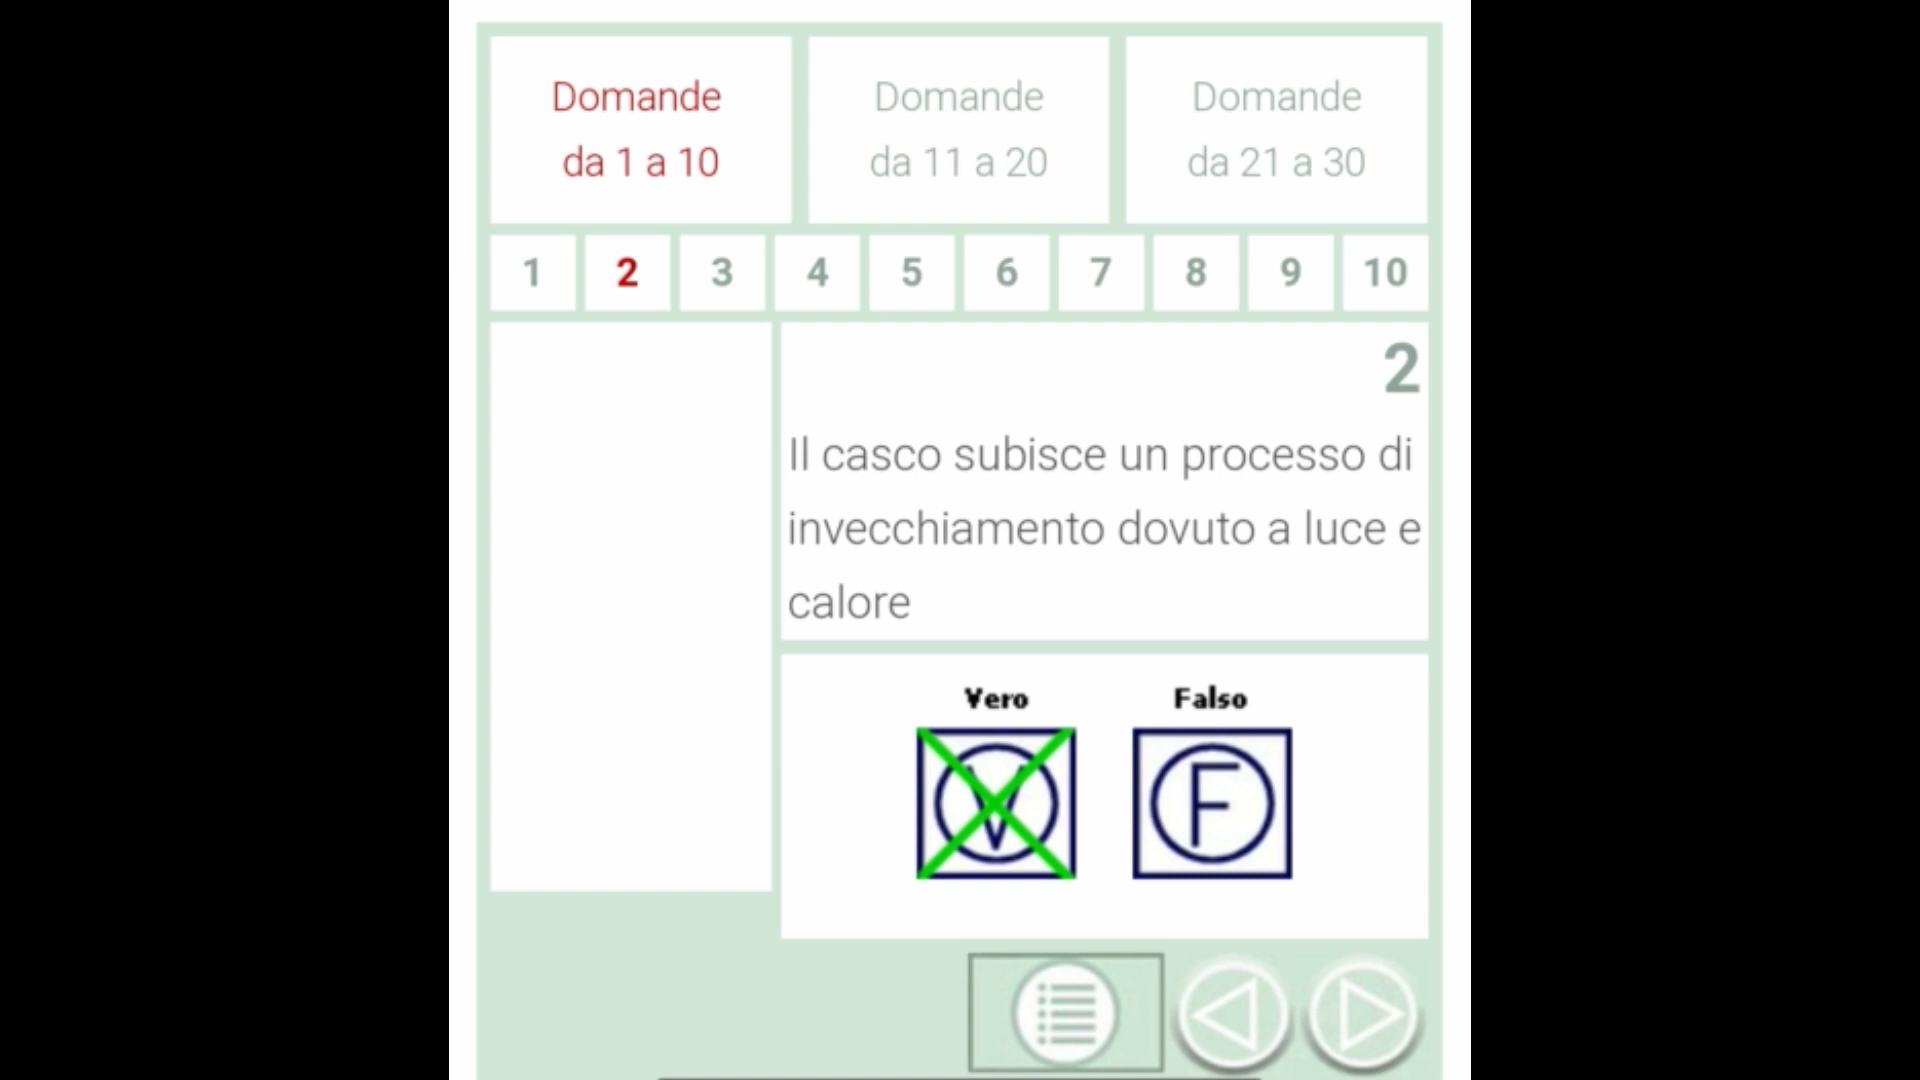 Domande
da 1 a 10
Domande
da 11 a 20
Domande
da 21 a 30
1 2 3 4 5 6 7 8 9 10
2
Il casco subisce un processo di
invecchiamento dovuto a luce e
calore
Vero Falso
V F